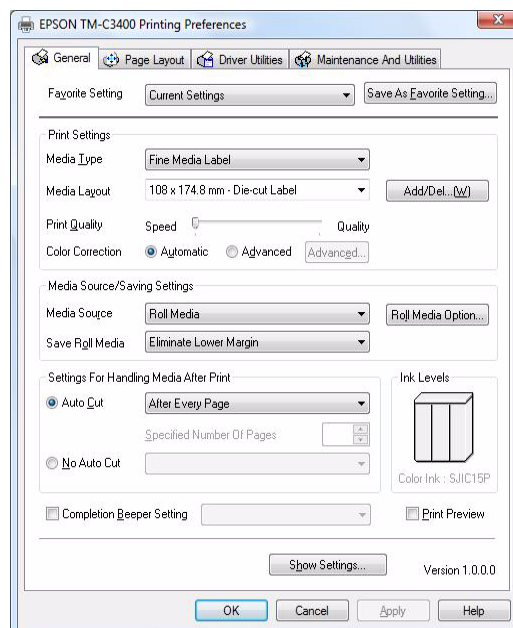 EPSON TM-C3400 Printing Preferences
General Page Layout Driver Utilities Maintenance And Utilities
Favorite Setting Current Settings Save As Favorite Setting...
Print Settings
Media Type Fine Media Label
Media Layout 108 x 174.8 mm - Die-cut Label Add/Del...(W)
Print Quality Speed Quality
Color Correction Automatic Advanced Advanced...
Media Source/Saving Settings
Media Source Roll Media Roll Media Option...
Save Roll Media Eliminate Lower Margin
Settings For Handling Media After Print Ink Levels
Auto Cut After Every Page
Specified Number Of Pages
No Auto Cut
Color Ink : SJIC15P
Completion Beeper Setting Print Preview
Show Settings... Version 1.0.0.0
OK Cancel Apply Help